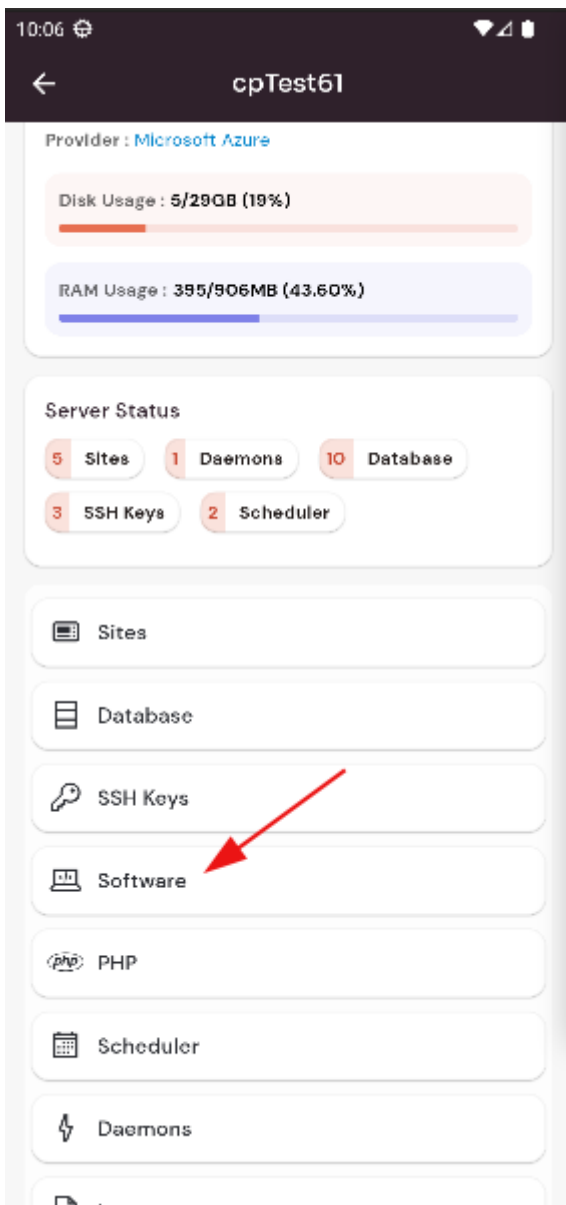 10:06
cpTest61
Provider : Microsoft Azure
Disk Usage : 5/29GB (19%)
RAM Usage : 395/906MB (43.60%)
Server Status
5 Sites 1 Daemons 10 Database
3 SSH Keys 2 Scheduler
Sites
Database
SSH Keys
Software
php PHP
Scheduler
Daemons